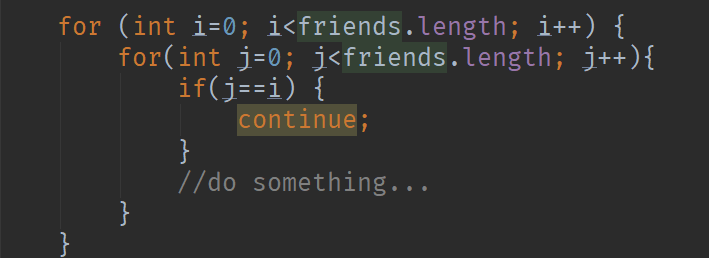 for (int i=0; i<friends.length; i++) {
    for(int j=0; j<friends.length; j++){
        if(j==i) {
            continue;
        }
        //do something...
    }
}